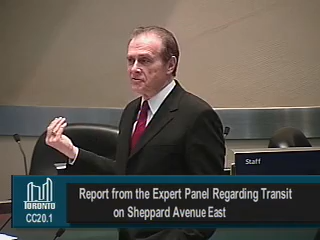 Staff
TORONTO
CC20.1
Report from the Expert Panel Regarding Transit
on Sheppard Avenue East